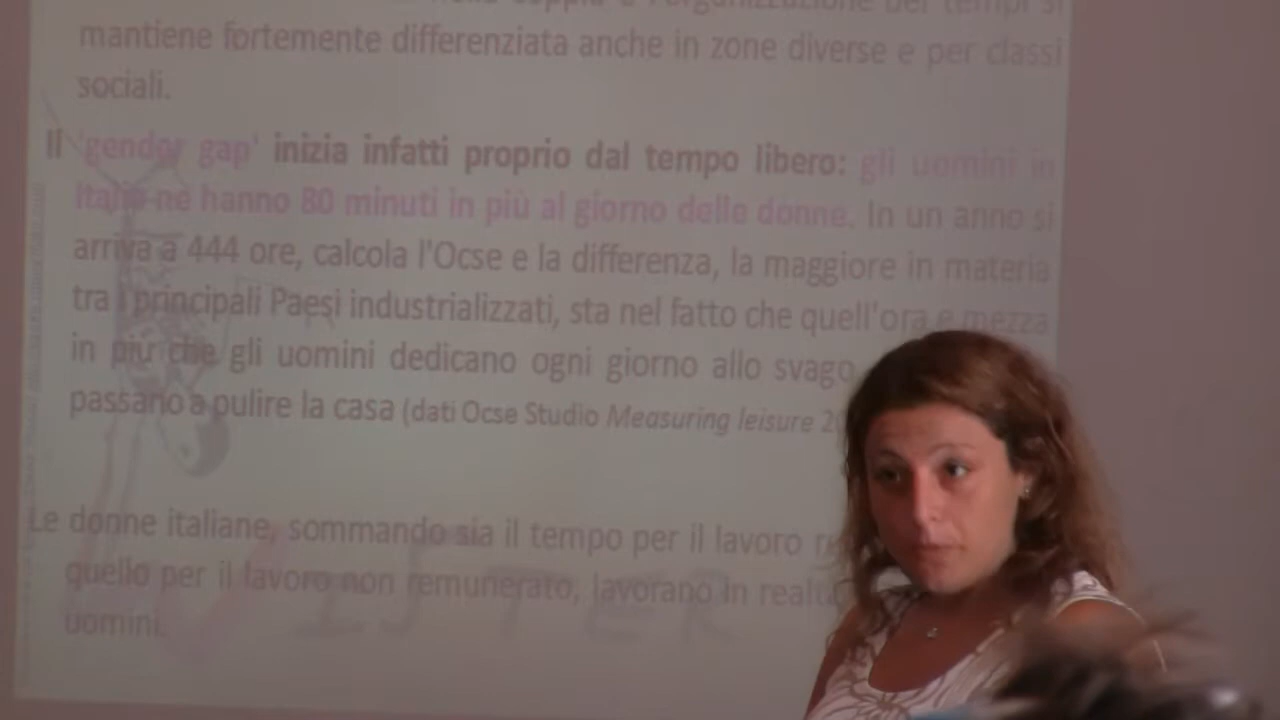 mantiene fortemente differenziata anche in zone diverse e per classi
sociali.
Il 'gender gap' inizia infatti proprio dal tempo libero: gli uomini in
Italia ne hanno 80 minuti in più al giorno delle donne. In un anno si
arriva a 444 ore, calcola l'Ocse e la differenza, la maggiore in materia
tra i principali Paesi industrializzati, sta nel fatto che quell'ora e mezza
in piu' che gli uomini dedicano ogni giorno allo svago
passano a pulire la casa (dati Ocse Studio Measuring leisure
Le donne italiane, sommando sia il tempo per il lavoro
quello per il lavoro non remunerato, lavorano in
uomini.